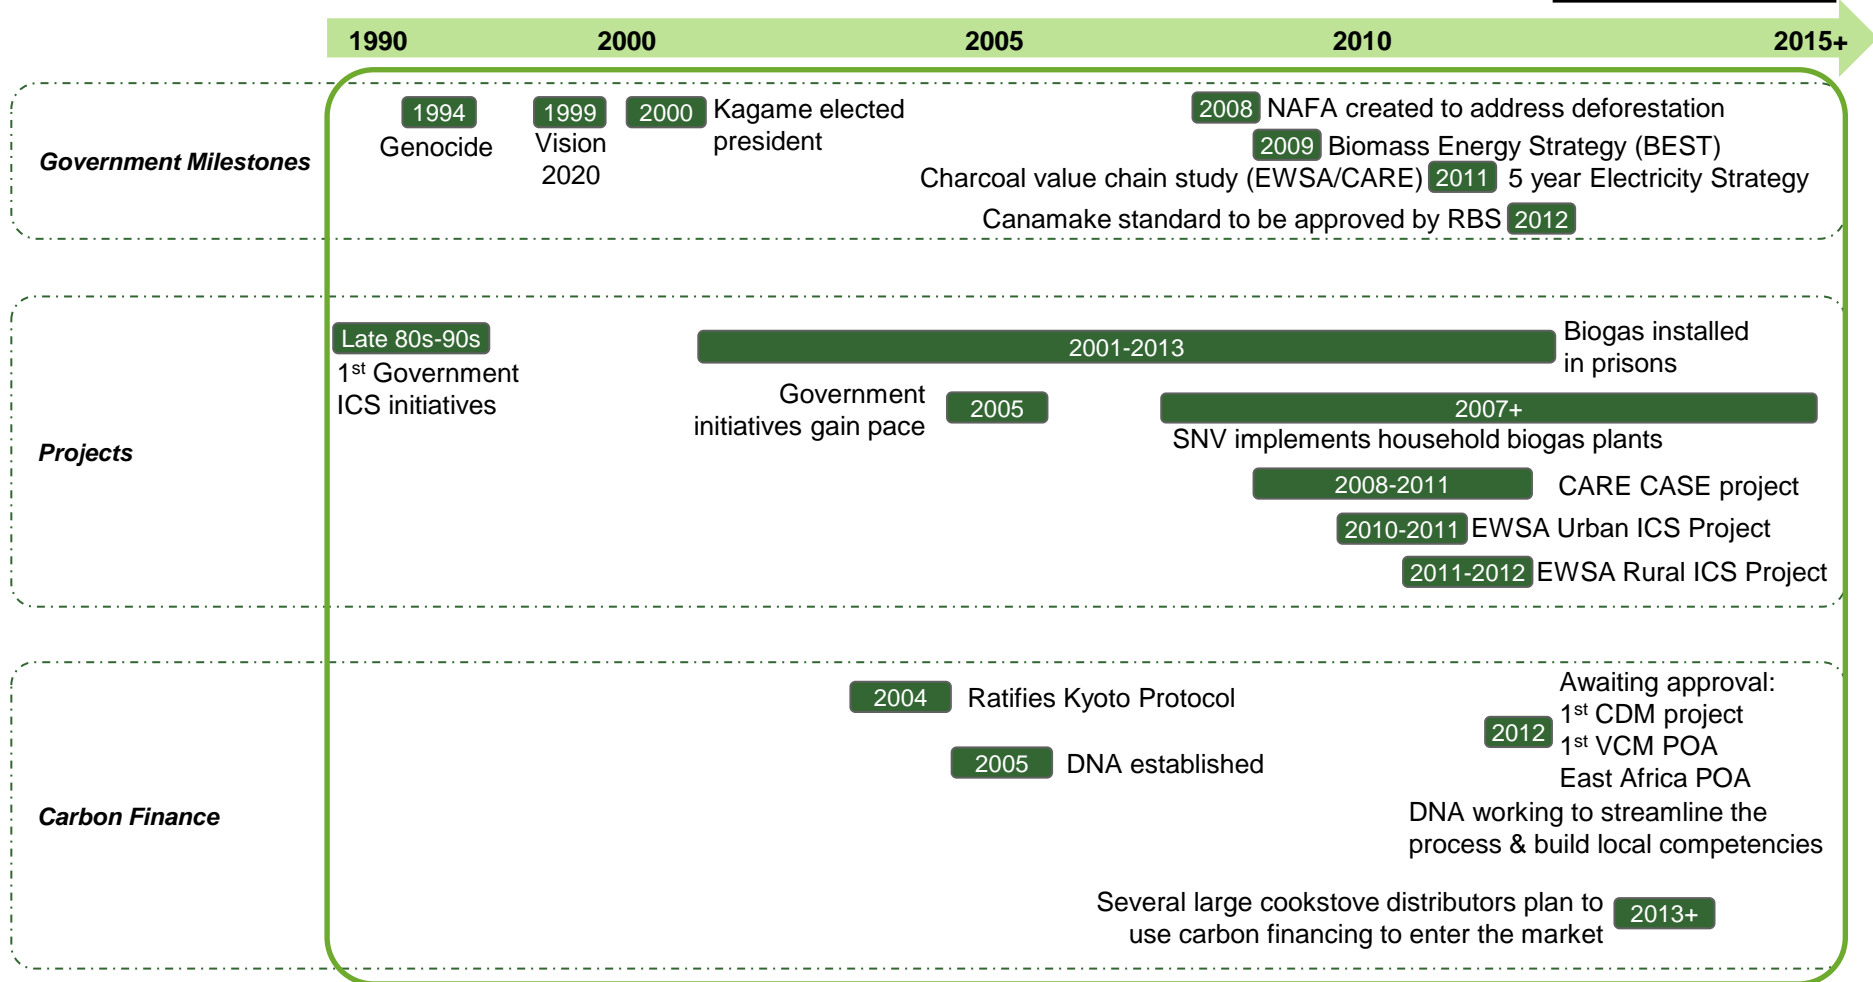 1990 2000 2005 2010 2015+
Government Milestones
1994
Genocide
1999
Vision
2020
2000 Kagame elected
president
2008 NAFA created to address deforestation
2009 Biomass Energy Strategy (BEST)
Charcoal value chain study (EWSA/CARE) 2011 5 year Electricity Strategy
Canamake standard to be approved by RBS 2012
Projects
Late 80s-90s
1st Government
ICS initiatives
2001-2013
Biogas installed
in prisons
Government
initiatives gain pace
2005
2007+
SNV implements household biogas plants
2008-2011 CARE CASE project
2010-2011 EWSA Urban ICS Project
2011-2012 EWSA Rural ICS Project
Carbon Finance
2004 Ratifies Kyoto Protocol
2005 DNA established
2012
Awaiting approval:
1st CDM project
1st VCM POA
East Africa POA
DNA working to streamline the
process & build local competencies
Several large cookstove distributors plan to
use carbon financing to enter the market
2013+